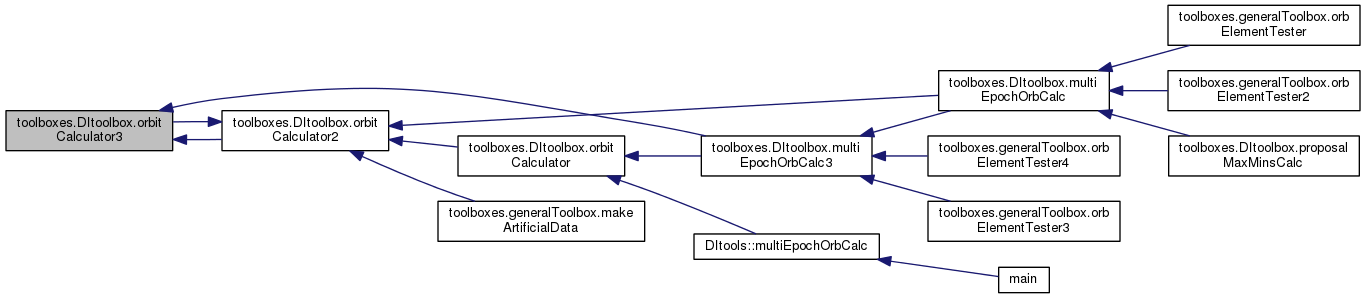 toolboxes.DItoolbox.orbit
Calculator3
toolboxes.DItoolbox.orbit
Calculator2
toolboxes.DItoolbox.orbit
Calculator
toolboxes.generalToolbox.make
ArtificialData
toolboxes.DItoolbox.multi
EpochOrbCalc3
DItools::multiEpochOrbCalc
toolboxes.DItoolbox.multi
EpochOrbCalc
toolboxes.generalToolbox.orb
ElementTester4
toolboxes.generalToolbox.orb
ElementTester3
main
toolboxes.generalToolbox.orb
ElementTester
toolboxes.generalToolbox.orb
ElementTester2
toolboxes.DItoolbox.proposal
MaxMinsCalc